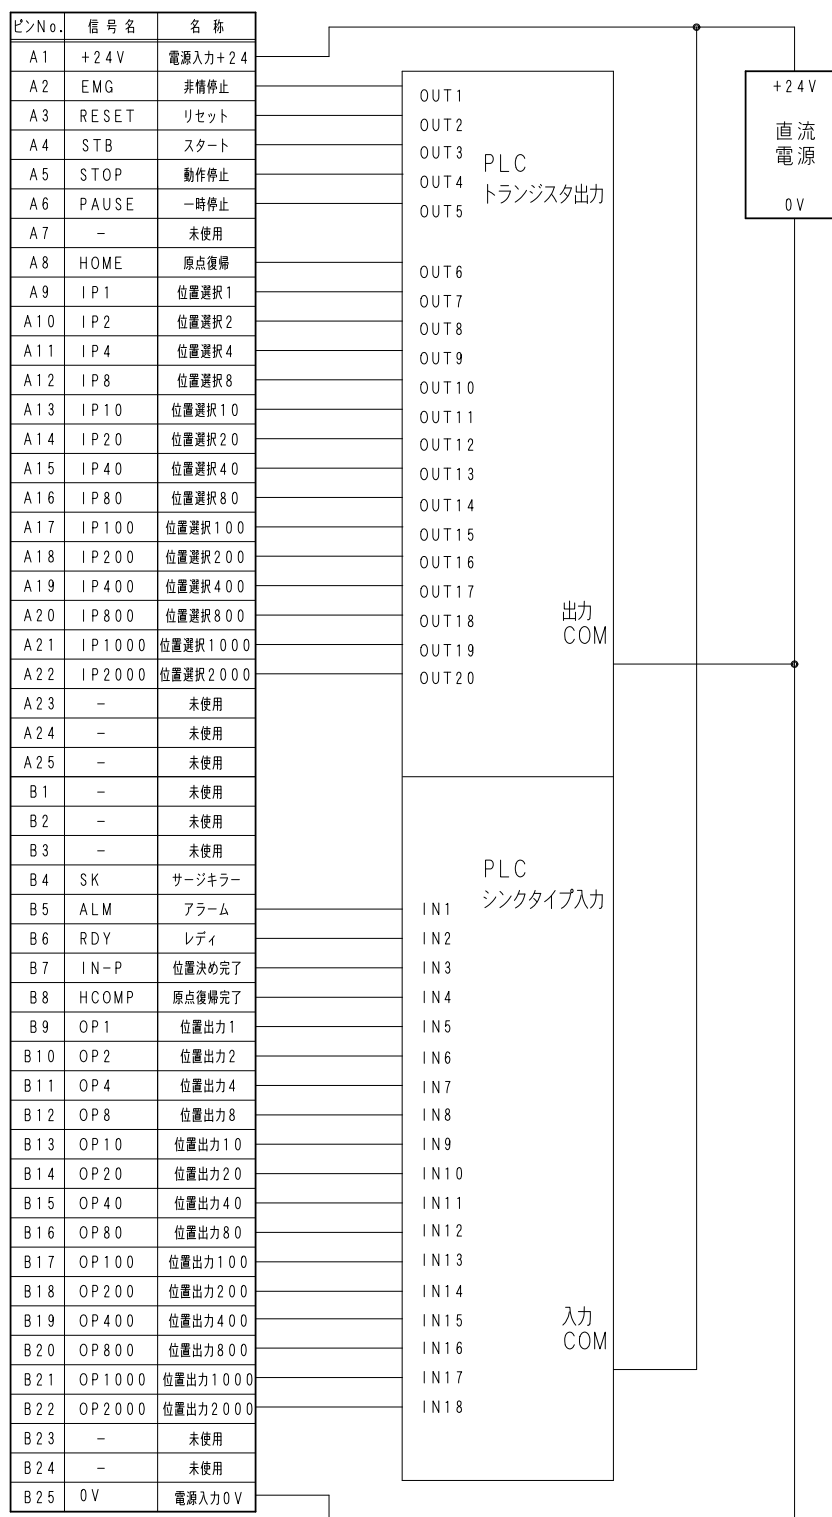 ピンNo. 信号名 名称
A1 +24V 電源入力+24
A2 EMG 非情停止
A3 RESET リセット
A4 STB スタート
A5 STOP 動作停止
A6 PAUSE 一時停止
A7 − 未使用
A8 HOME 原点復帰
A9 IP1 位置選択1
A10 IP2 位置選択2
A11 IP4 位置選択4
A12 IP8 位置選択8
A13 IP10 位置選択10
A14 IP20 位置選択20
A15 IP40 位置選択40
A16 IP80 位置選択80
A17 IP100 位置選択100
A18 IP200 位置選択200
A19 IP400 位置選択400
A20 IP800 位置選択800
A21 IP1000 位置選択1000
A22 IP2000 位置選択2000
A23 − 未使用
A24 − 未使用
A25 − 未使用
B1 − 未使用
B2 − 未使用
B3 − 未使用
B4 SK サージキラー
B5 ALM アラーム
B6 RDY レディ
B7 IN−P 位置決め完了
B8 HCOMP 原点復帰完了
B9 OP1 位置出力1
B10 OP2 位置出力2
B11 OP4 位置出力4
B12 OP8 位置出力8
B13 OP10 位置出力10
B14 OP20 位置出力20
B15 OP40 位置出力40
B16 OP80 位置出力80
B17 OP100 位置出力100
B18 OP200 位置出力200
B19 OP400 位置出力400
B20 OP800 位置出力800
B21 OP1000 位置出力1000
B22 OP2000 位置出力2000
B23 − 未使用
B24 − 未使用
B25 0V 電源入力0V
OUT1
OUT2
OUT3
OUT4
OUT5
OUT6
OUT7
OUT8
OUT9
OUT10
OUT11
OUT12
OUT13
OUT14
OUT15
OUT16
OUT17
OUT18
OUT19
OUT20
PLC
トランジスタ出力
出力
COM
PLC
シンクタイプ入力
IN1
IN2
IN3
IN4
IN5
IN6
IN7
IN8
IN9
IN10
IN11
IN12
IN13
IN14
IN15
IN16
IN17
IN18
入力
COM
+24V
直流
電源
0V